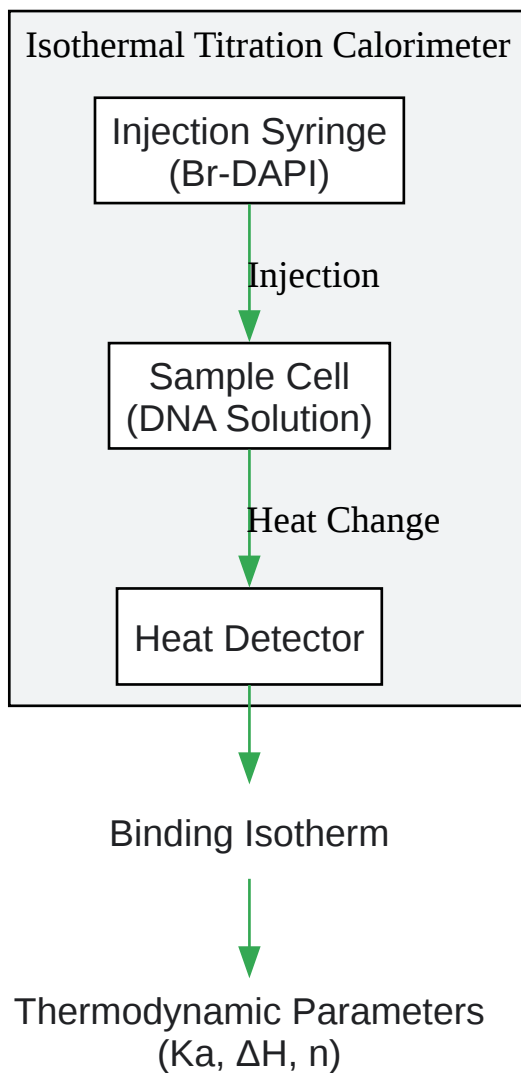 Isothermal Titration Calorimeter
Injection Syringe
(Br-DAPI)
Injection
Sample Cell
(DNA Solution)
Heat Change
Heat Detector
Binding Isotherm
Thermodynamic Parameters
(Ka, ΔH, n)